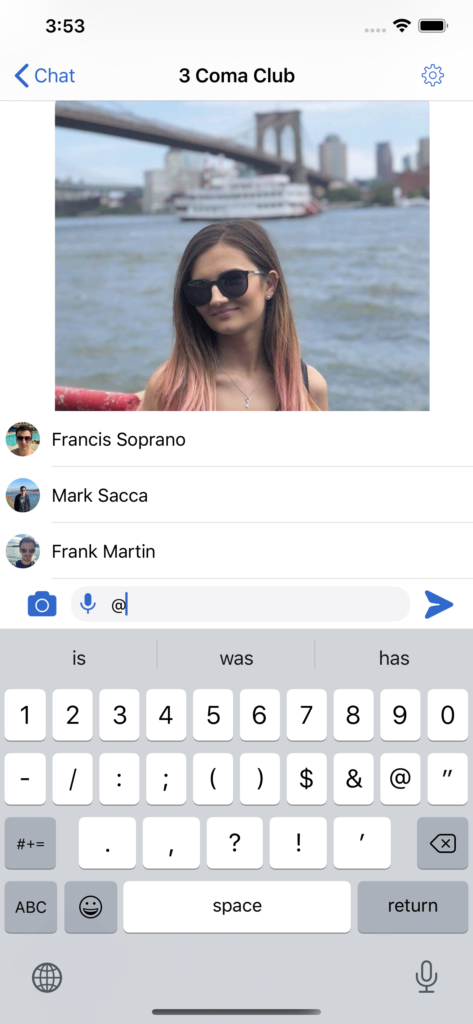 3:53
Chat 3 Coma Club
Francis Soprano
Mark Sacca
Frank Martin
@
is was has
1 2 3 4 5 6 7 8 9 0
- / : ; ( ) $ & @ "
#+= . , ? ! '
ABC space return